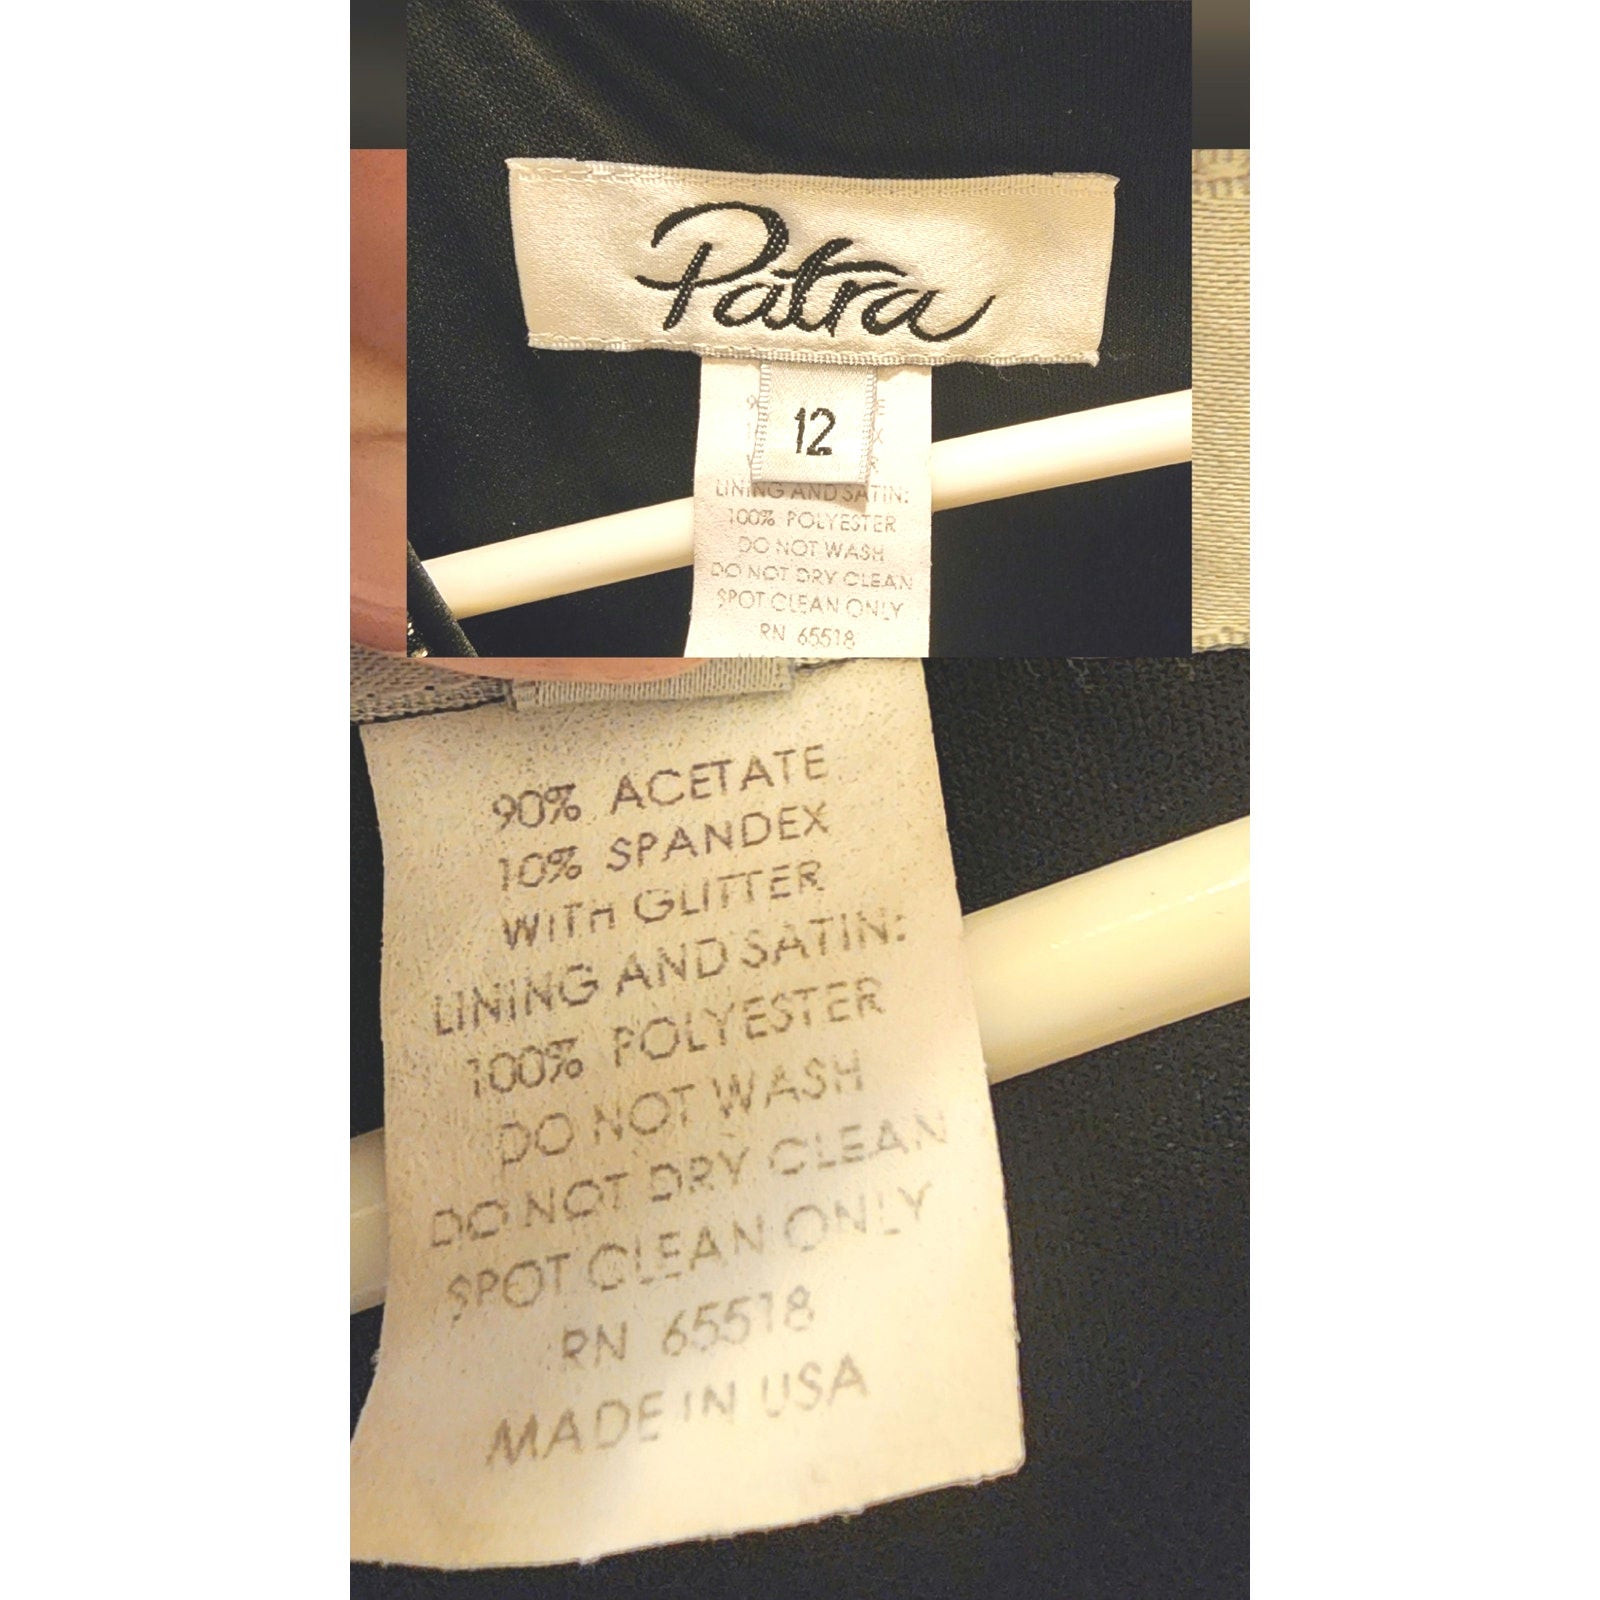 Patra
12
LINING AND SATIN:
100% POLYESTER
DO NOT WASH
DO NOT DRY CLEAN
SPOT CLEAN ONLY
RN 65518
90% ACETATE
10% SPANDEX
WITH GLITTER
LINING AND SATIN:
100% POLYESTER
DO NOT WASH
DO NOT DRY CLEAN
SPOT CLEAN ONLY
RN 65518
MADE IN USA